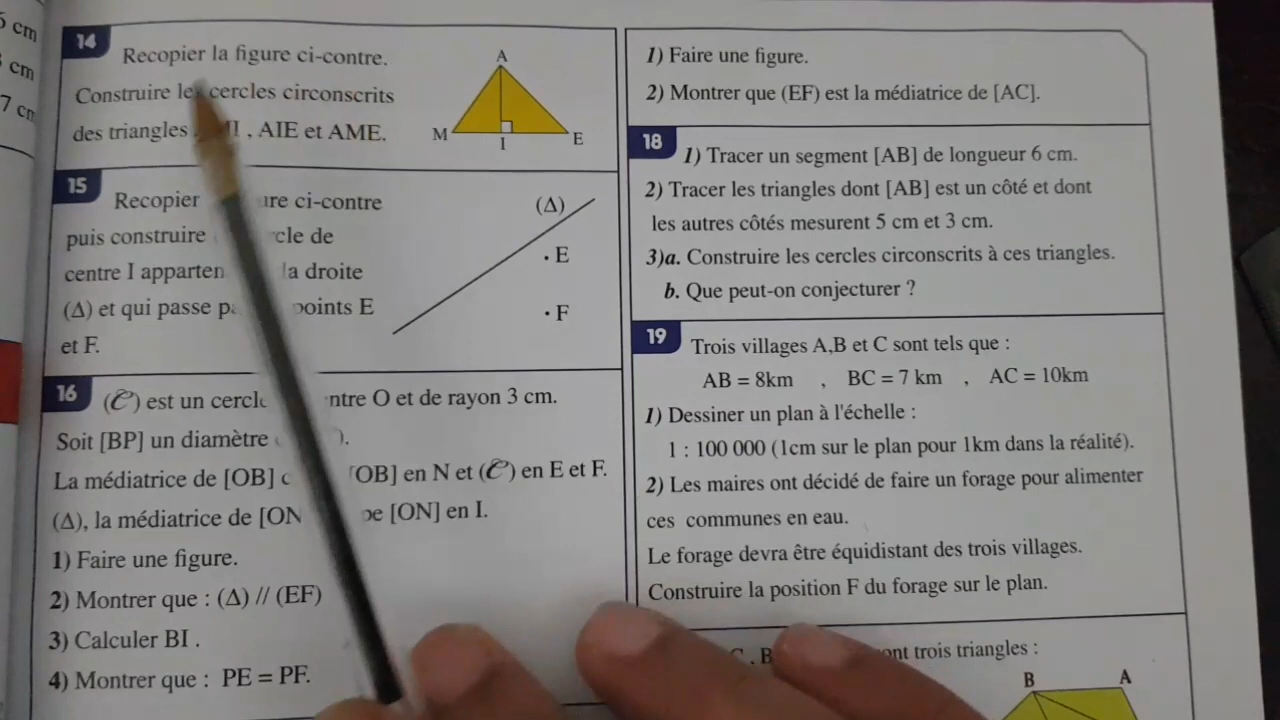 5 cm
cm
7 cm
14
Recopier la figure ci-contre.
Construire les cercles circonscrits
des triangles , AIE et AME.
A
M
I
E
15
Recopier ci-contre
puis construire de
centre I la droite
(Δ) et qui passe points E
et F.
(Δ)
. E
. F
16
(C) est un centre O et de rayon 3 cm.
Soit [BP] un diamètre ).
La médiatrice de [OB] [OB] en N et (C) en E et F.
(Δ), la médiatrice de [ON [ON] en I.
1) Faire une figure.
2) Montrer que : (Δ) // (EF)
3) Calculer BI .
4) Montrer que : PE = PF.
1) Faire une figure.
2) Montrer que (EF) est la médiatrice de [AC].
18
1) Tracer un segment [AB] de longueur 6 cm.
2) Tracer les triangles dont [AB] est un côté et dont
les autres côtés mesurent 5 cm et 3 cm.
3)a. Construire les cercles circonscrits à ces triangles.
b. Que peut-on conjecturer ?
19
Trois villages A,B et C sont tels que :
AB = 8km , BC = 7 km , AC = 10km
1) Dessiner un plan à l'échelle :
1 : 100 000 (1cm sur le plan pour 1km dans la réalité).
2) Les maires ont décidé de faire un forage pour alimenter
ces communes en eau.
Le forage devra être équidistant des trois villages.
Construire la position F du forage sur le plan.
ont trois triangles :
B
A